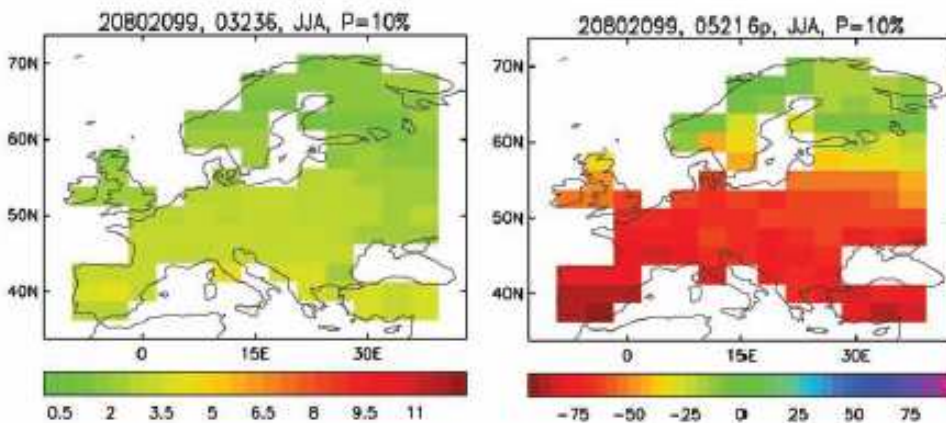 20802099, 03236, JJA, P=10%
70N
60N
50N
40N
0 15E 30E
0.5 2 3.5 5 6.5 8 9.5 11
20802099, 05216p, JJA, P=10%
70N
60N
50N
40N
0 15E 30E
-75 -50 -25 0 25 50 75